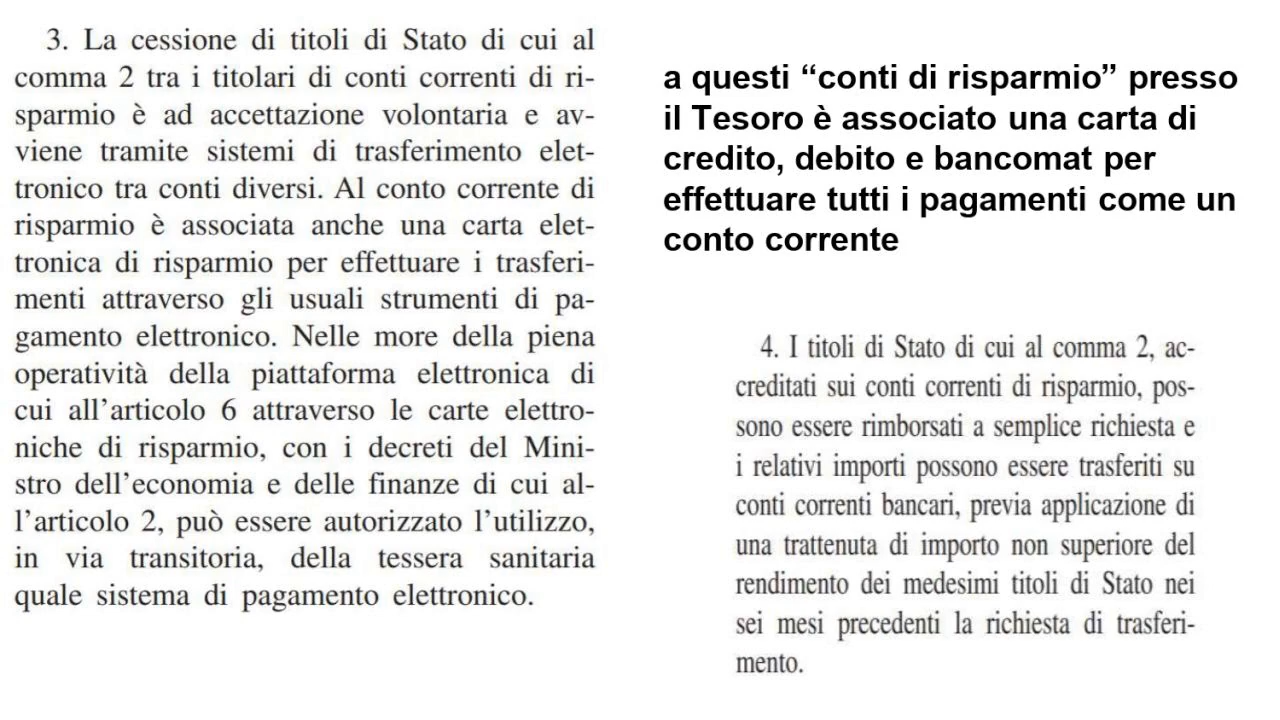 3. La cessione di titoli di Stato di cui al
comma 2 tra i titolari di conti correnti di ri-
sparmio è ad accettazione volontaria e av-
viene tramite sistemi di trasferimento elet-
tronico tra conti diversi. Al conto corrente di
risparmio è associata anche una carta elet-
tronica di risparmio per effettuare i trasferi-
menti attraverso gli usuali strumenti di pa-
gamento elettronico. Nelle more della piena
operatività della piattaforma elettronica di
cui all’articolo 6 attraverso le carte elettro-
niche di risparmio, con i decreti del Mini-
stro dell’economia e delle finanze di cui al-
l’articolo 2, può essere autorizzato l’utilizzo,
in via transitoria, della tessera sanitaria
quale sistema di pagamento elettronico.
a questi “conti di risparmio” presso
il Tesoro è associato una carta di
credito, debito e bancomat per
effettuare tutti i pagamenti come un
conto corrente
4. I titoli di Stato di cui al comma 2, ac-
creditati sui conti correnti di risparmio, pos-
sono essere rimborsati a semplice richiesta e
i relativi importi possono essere trasferiti su
conti correnti bancari, previa applicazione di
una trattenuta di importo non superiore del
rendimento dei medesimi titoli di Stato nei
sei mesi precedenti la richiesta di trasferi-
mento.